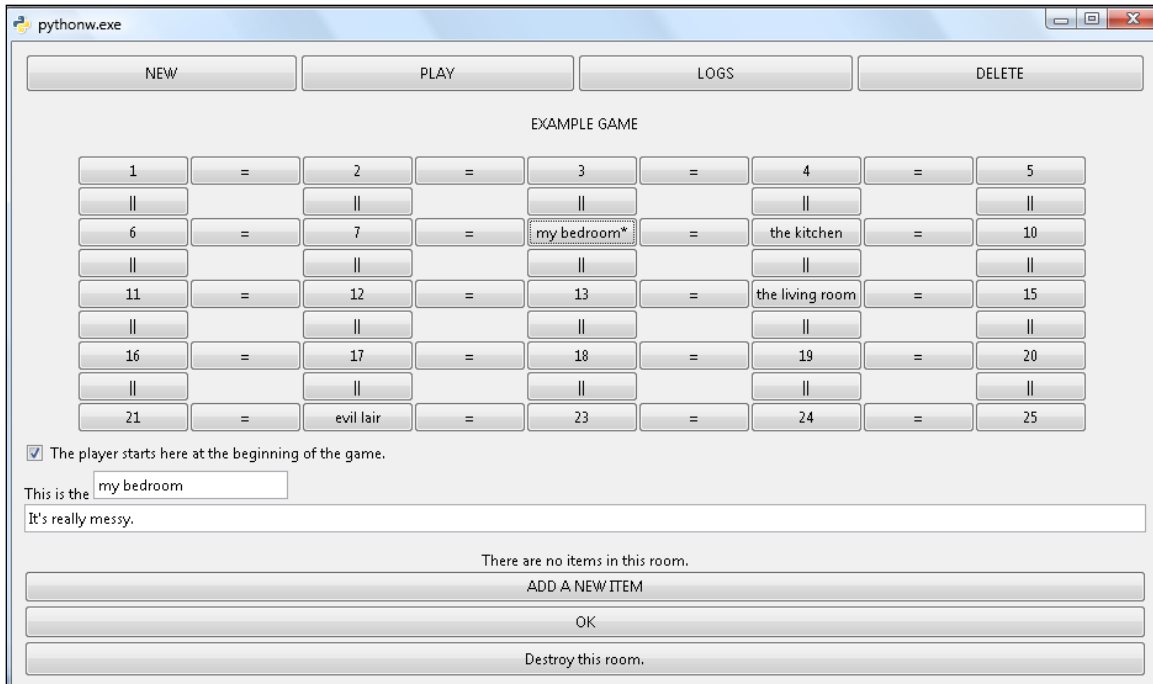 pythonw.exe
NEW PLAY LOGS DELETE
EXAMPLE GAME
1 = 2 = 3 = 4 = 5
|| || || || ||
6 = 7 = my bedroom* = the kitchen = 10
|| || || || ||
11 = 12 = 13 = the living room = 15
|| || || || ||
16 = 17 = 18 = 19 = 20
|| || || || ||
21 = evil lair = 23 = 24 = 25
The player starts here at the beginning of the game.
This is the my bedroom
It's really messy.
There are no items in this room.
ADD A NEW ITEM
OK
Destroy this room.